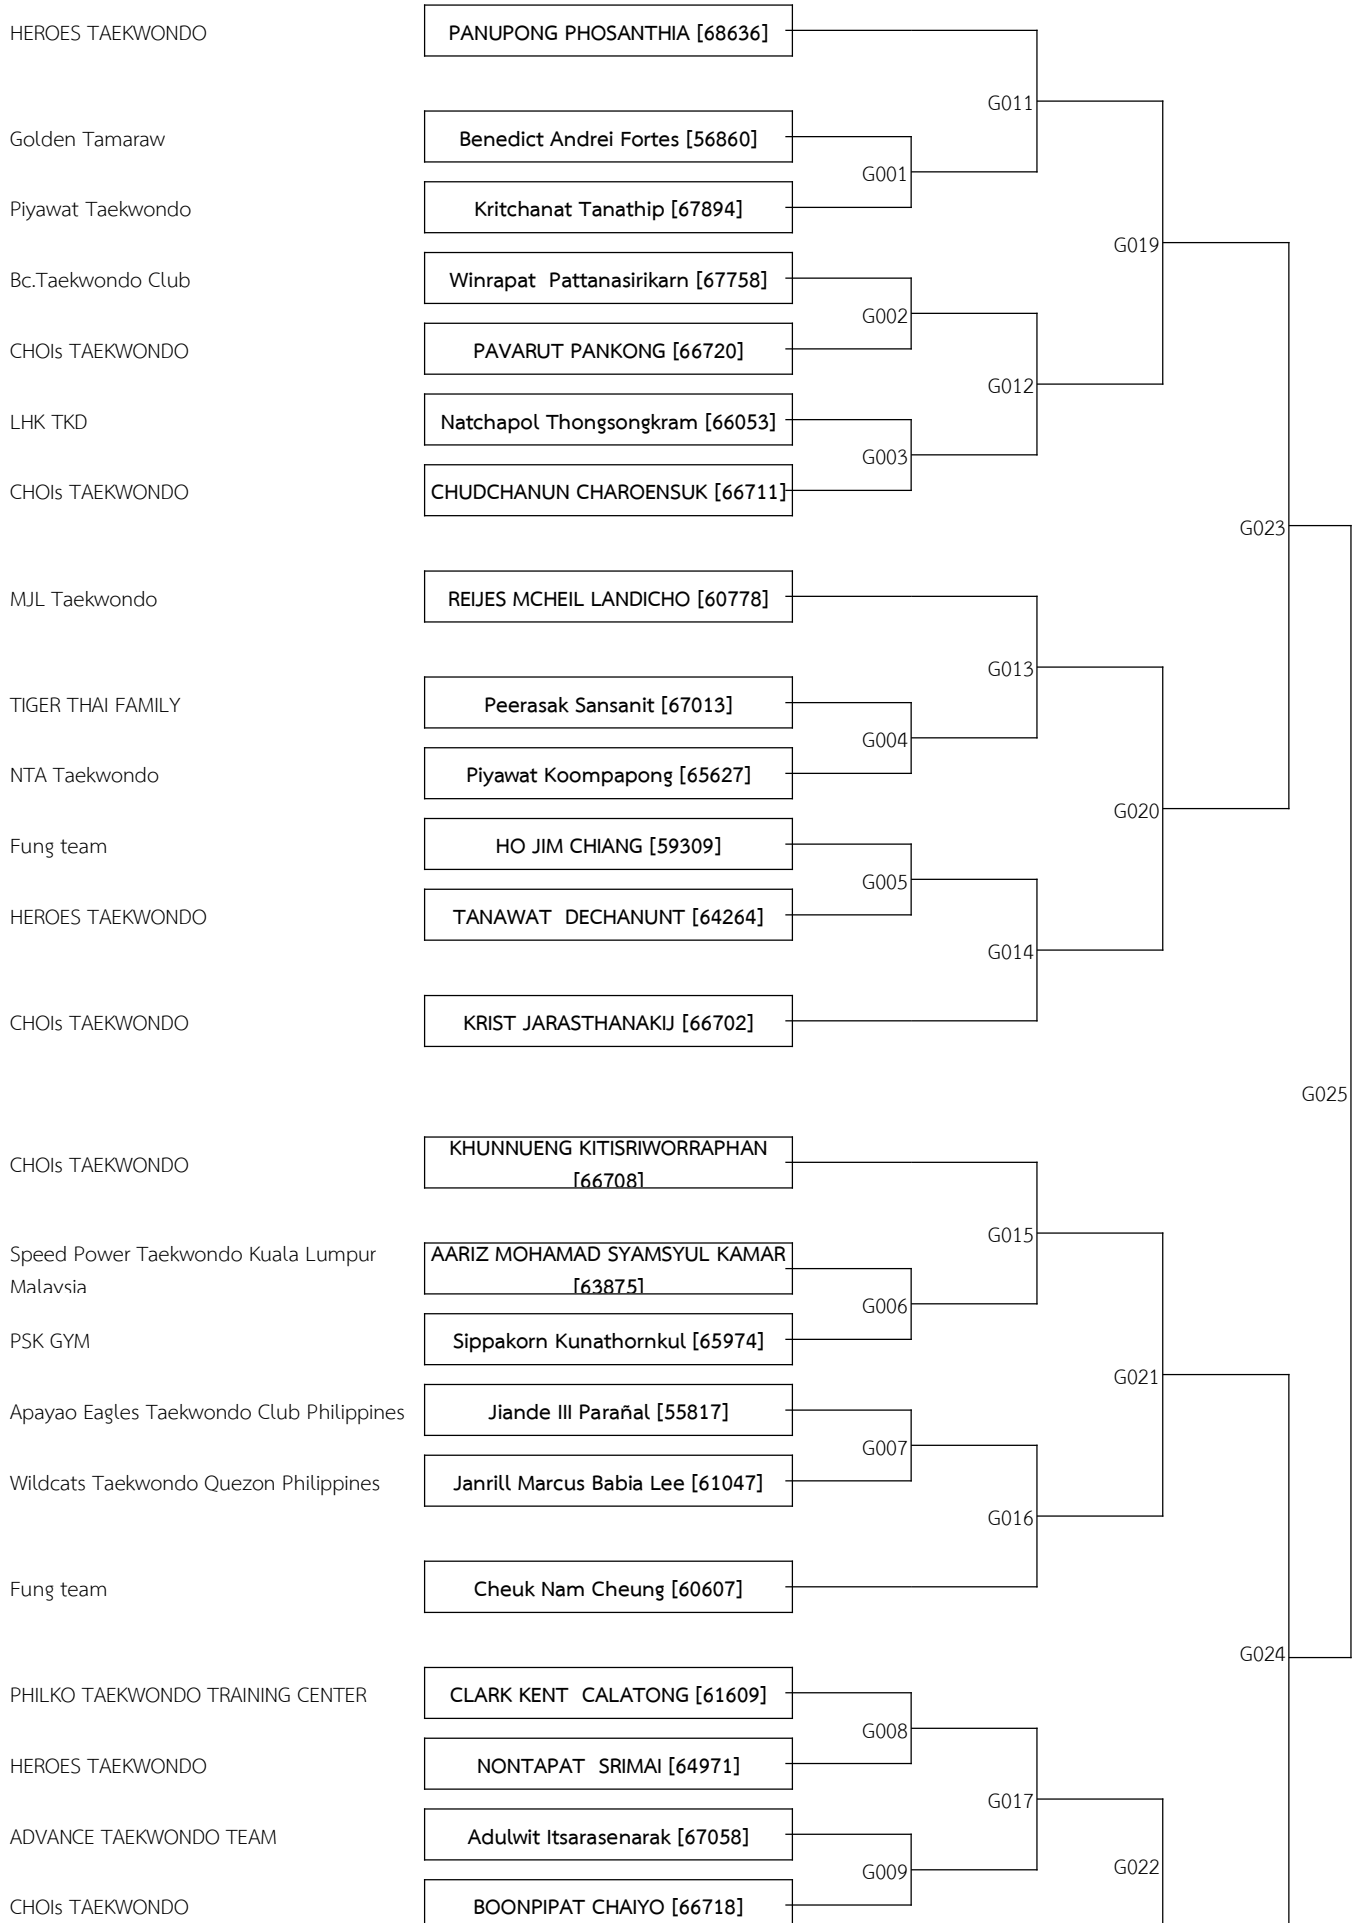 HEROES TAEKWONDO
PANUPONG PHOSANTHIA [68636]
G011
Golden Tamaraw
Benedict Andrei Fortes [56860]
G001
Piyawat Taekwondo
Kritchanat Tanathip [67894]
G019
Bc.Taekwondo Club
Winrapat  Pattanasirikarn [67758]
G002
CHOIs TAEKWONDO
PAVARUT PANKONG [66720]
G012
LHK TKD
Natchapol Thongsongkram [66053]
G003
CHOIs TAEKWONDO
CHUDCHANUN CHAROENSUK [66711]
G023
MJL Taekwondo
REIJES MCHEIL LANDICHO [60778]
G013
TIGER THAI FAMILY
Peerasak Sansanit [67013]
G004
NTA Taekwondo
Piyawat Koompapong [65627]
G020
Fung team
HO JIM CHIANG [59309]
G005
HEROES TAEKWONDO
TANAWAT  DECHANUNT [64264]
G014
CHOIs TAEKWONDO
KRIST JARASTHANAKIJ [66702]
G025
CHOIs TAEKWONDO
KHUNNUENG KITISRIWORRAPHAN
[66708]
G015
Speed Power Taekwondo Kuala Lumpur
Malaysia
AARIZ MOHAMAD SYAMSYUL KAMAR
[63875]
G006
PSK GYM
Sippakorn Kunathornkul [65974]
G021
Apayao Eagles Taekwondo Club Philippines
Jiande III Parañal [55817]
G007
Wildcats Taekwondo Quezon Philippines
Janrill Marcus Babia Lee [61047]
G016
Fung team
Cheuk Nam Cheung [60607]
G024
PHILKO TAEKWONDO TRAINING CENTER
CLARK KENT  CALATONG [61609]
G008
HEROES TAEKWONDO
NONTAPAT  SRIMAI [64971]
G017
ADVANCE TAEKWONDO TEAM
Adulwit Itsarasenarak [67058]
G009
G022
CHOIs TAEKWONDO
BOONPIPAT CHAIYO [66718]